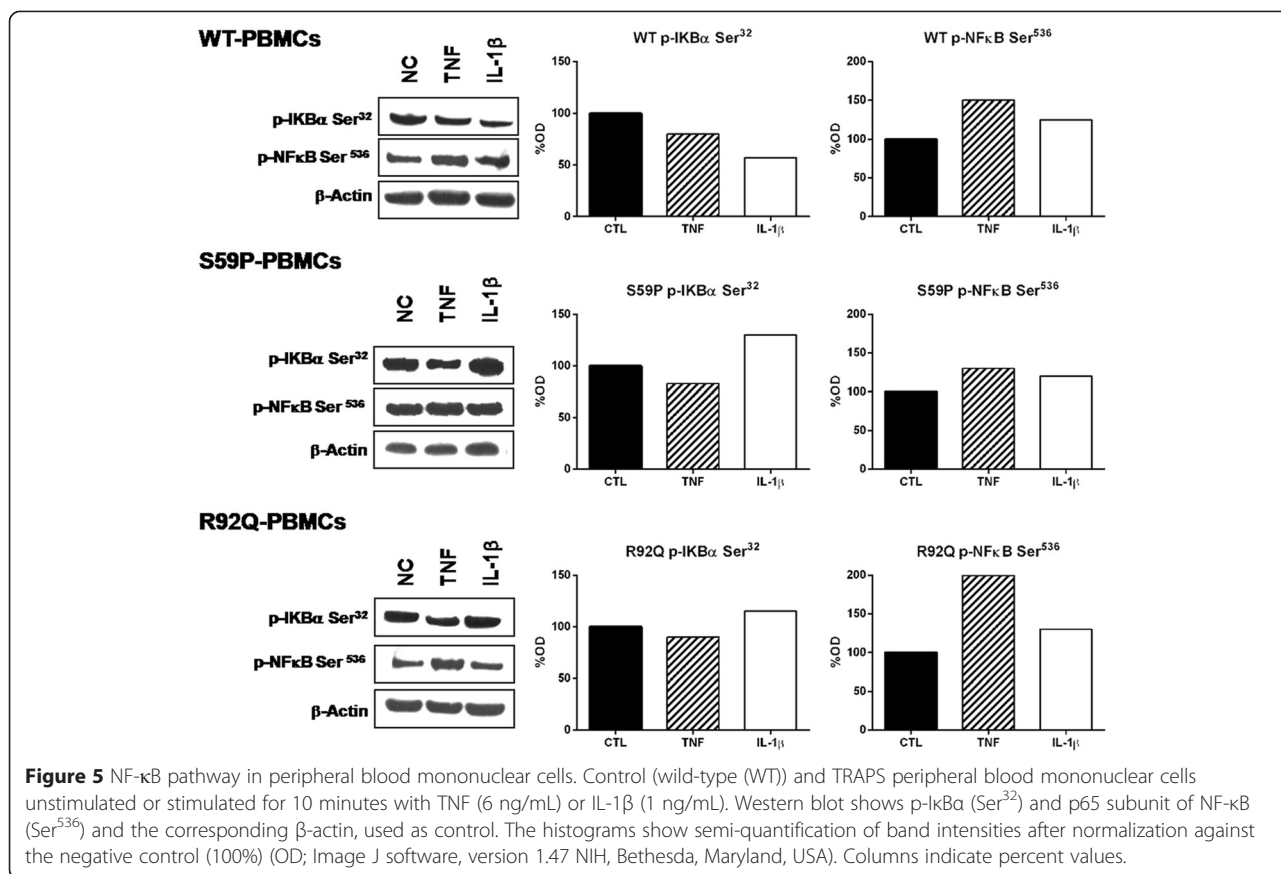 WT-PBMCs
NC TNF IL-1β
p-IKBα Ser³²
p-NFκB Ser ⁵³⁶
β-Actin
WT p-IKBα Ser³²
150
100
50
0
%OD
CTL TNF IL-1β
WT p-NFκB Ser⁵³⁶
200
150
100
50
0
%OD
CTL TNF IL-1β
S59P-PBMCs
NC TNF IL-1β
p-IKBα Ser³²
p-NFκB Ser ⁵³⁶
β-Actin
S59P p-IKBα Ser³²
150
100
50
0
%OD
CTL TNF IL-1β
S59P p-NFκB Ser⁵³⁶
200
150
100
50
0
%OD
CTL TNF IL-1β
R92Q-PBMCs
NC TNF IL-1β
p-IKBα Ser³²
p-NFκB Ser ⁵³⁶
β-Actin
R92Q p-IKBα Ser³²
150
100
50
0
%OD
CTL TNF IL-1β
R92Q p-NFκB Ser⁵³⁶
200
150
100
50
0
%OD
CTL TNF IL-1β
Figure 5 NF-κB pathway in peripheral blood mononuclear cells. Control (wild-type (WT)) and TRAPS peripheral blood mononuclear cells
unstimulated or stimulated for 10 minutes with TNF (6 ng/mL) or IL-1β (1 ng/mL). Western blot shows p-IκBα (Ser³²) and p65 subunit of NF-κB
(Ser⁵³⁶) and the corresponding β-actin, used as control. The histograms show semi-quantification of band intensities after normalization against
the negative control (100%) (OD; Image J software, version 1.47 NIH, Bethesda, Maryland, USA). Columns indicate percent values.